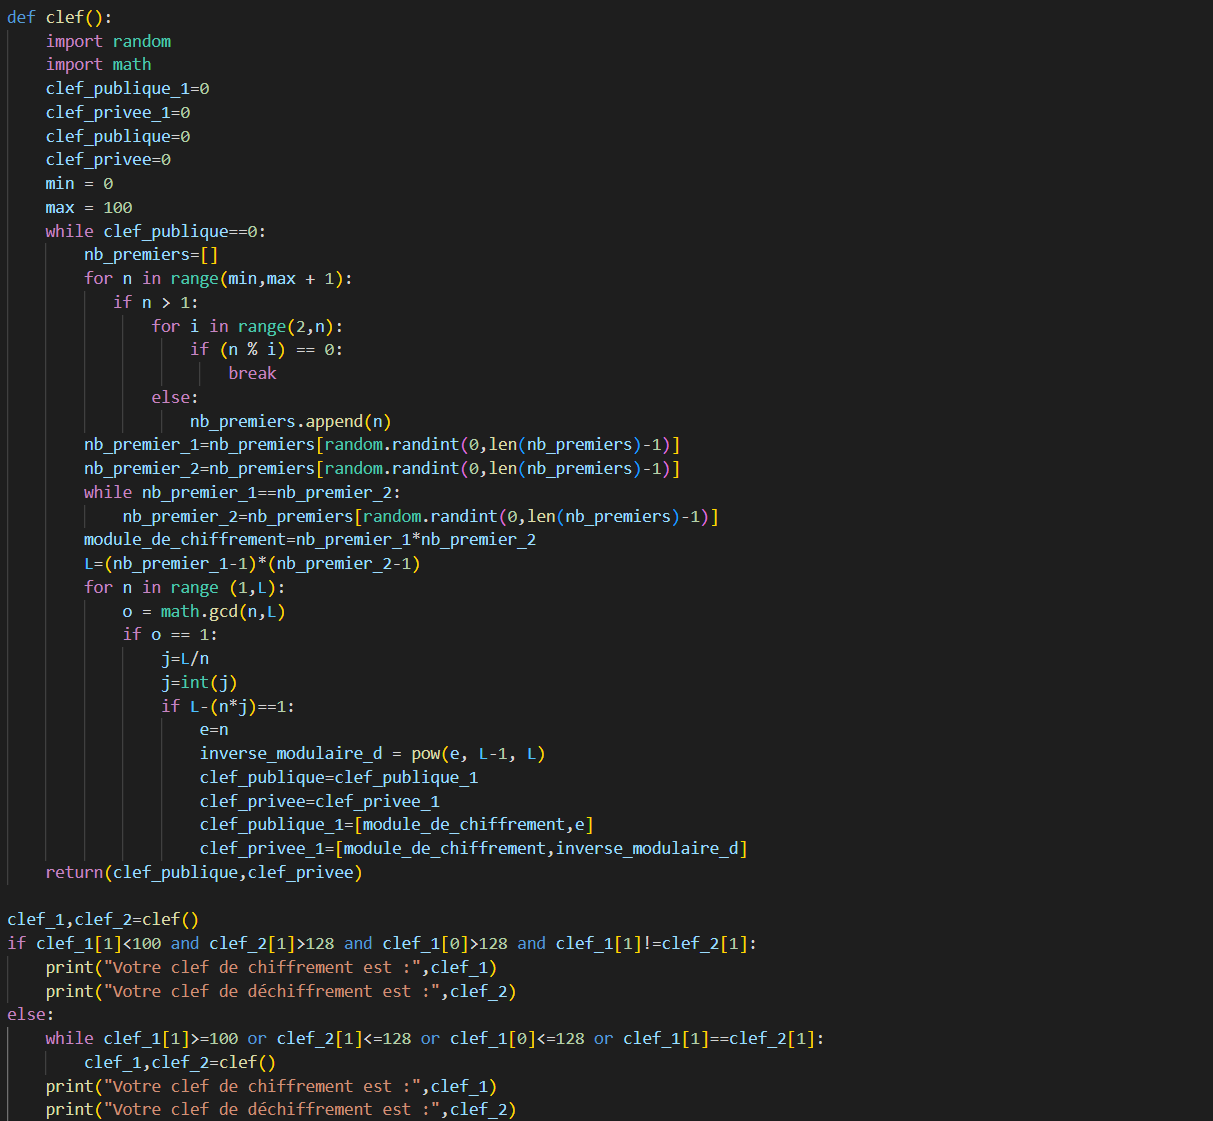 def clef():
    import random
    import math
    clef_publique_1=0
    clef_privee_1=0
    clef_publique=0
    clef_privee=0
    min = 0
    max = 100
    while clef_publique==0:
        nb_premiers=[]
        for n in range(min,max + 1):
           if n > 1:
               for i in range(2,n):
                   if (n % i) == 0:
                       break
               else:
                   nb_premiers.append(n)
        nb_premier_1=nb_premiers[random.randint(0,len(nb_premiers)-1)]
        nb_premier_2=nb_premiers[random.randint(0,len(nb_premiers)-1)]
        while nb_premier_1==nb_premier_2:
            nb_premier_2=nb_premiers[random.randint(0,len(nb_premiers)-1)]
        module_de_chiffrement=nb_premier_1*nb_premier_2
        L=(nb_premier_1-1)*(nb_premier_2-1)
        for n in range (1,L):
            o = math.gcd(n,L)
            if o == 1:
                j=L/n
                j=int(j)
                if L-(n*j)==1:
                    e=n
                    inverse_modulaire_d = pow(e, L-1, L)
                    clef_publique=clef_publique_1
                    clef_privee=clef_privee_1
                    clef_publique_1=[module_de_chiffrement,e]
                    clef_privee_1=[module_de_chiffrement,inverse_modulaire_d]
    return(clef_publique,clef_privee)

clef_1,clef_2=clef()
if clef_1[1]<100 and clef_2[1]>128 and clef_1[0]>128 and clef_1[1]!=clef_2[1]:
    print("Votre clef de chiffrement est :",clef_1)
    print("Votre clef de déchiffrement est :",clef_2)
else:
    while clef_1[1]>=100 or clef_2[1]<=128 or clef_1[0]<=128 or clef_1[1]==clef_2[1]:
        clef_1,clef_2=clef()
    print("Votre clef de chiffrement est :",clef_1)
    print("Votre clef de déchiffrement est :",clef_2)